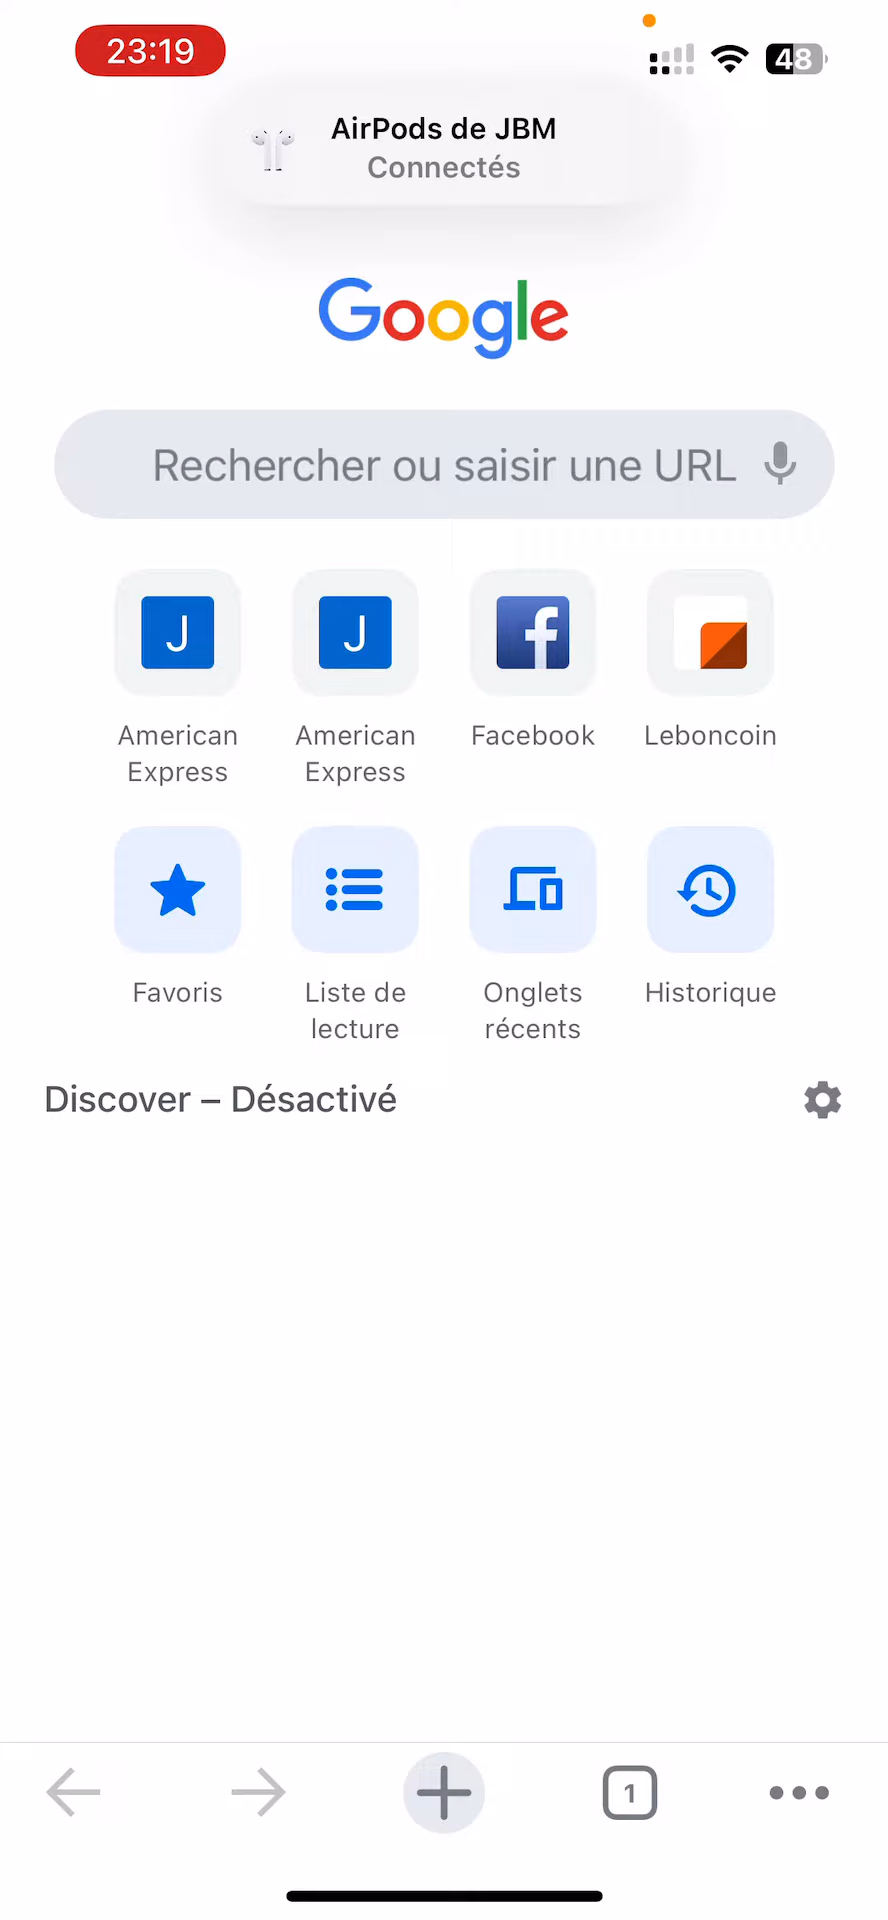 23:19
48
AirPods de JBM
Connectés
Google
Rechercher ou saisir une URL
J
J
f
American Express
American Express
Facebook
Leboncoin
Favoris
Liste de lecture
Onglets récents
Historique
Discover – Désactivé
1